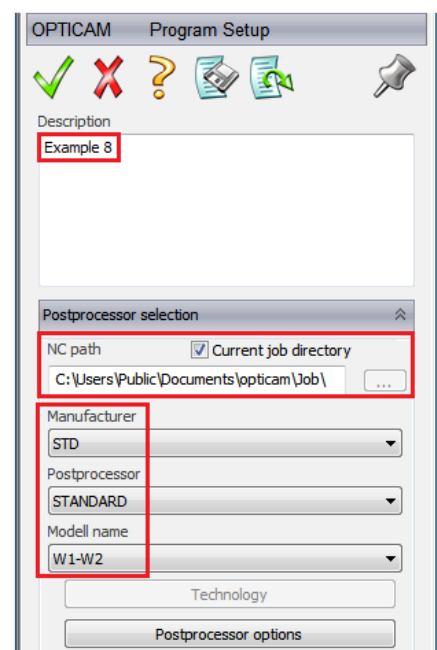 OPTICAM Program Setup
Description
Example 8
Postprocessor selection
NC path Current job directory
C:\Users\Public\Documents\opticam\Job\ ...
Manufacturer
STD
Postprocessor
STANDARD
Modell name
W1-W2
Technology
Postprocessor options